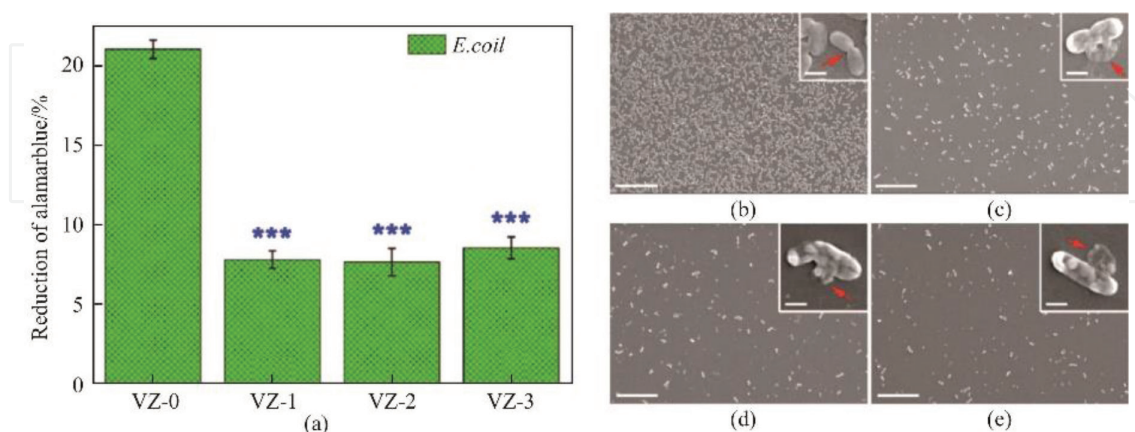 Reduction of alamarblue/%
20
15
10
5
0
E.coil
***
***
***
VZ-0 VZ-1 VZ-2 VZ-3
(a)
(b)
(c)
(d)
(e)